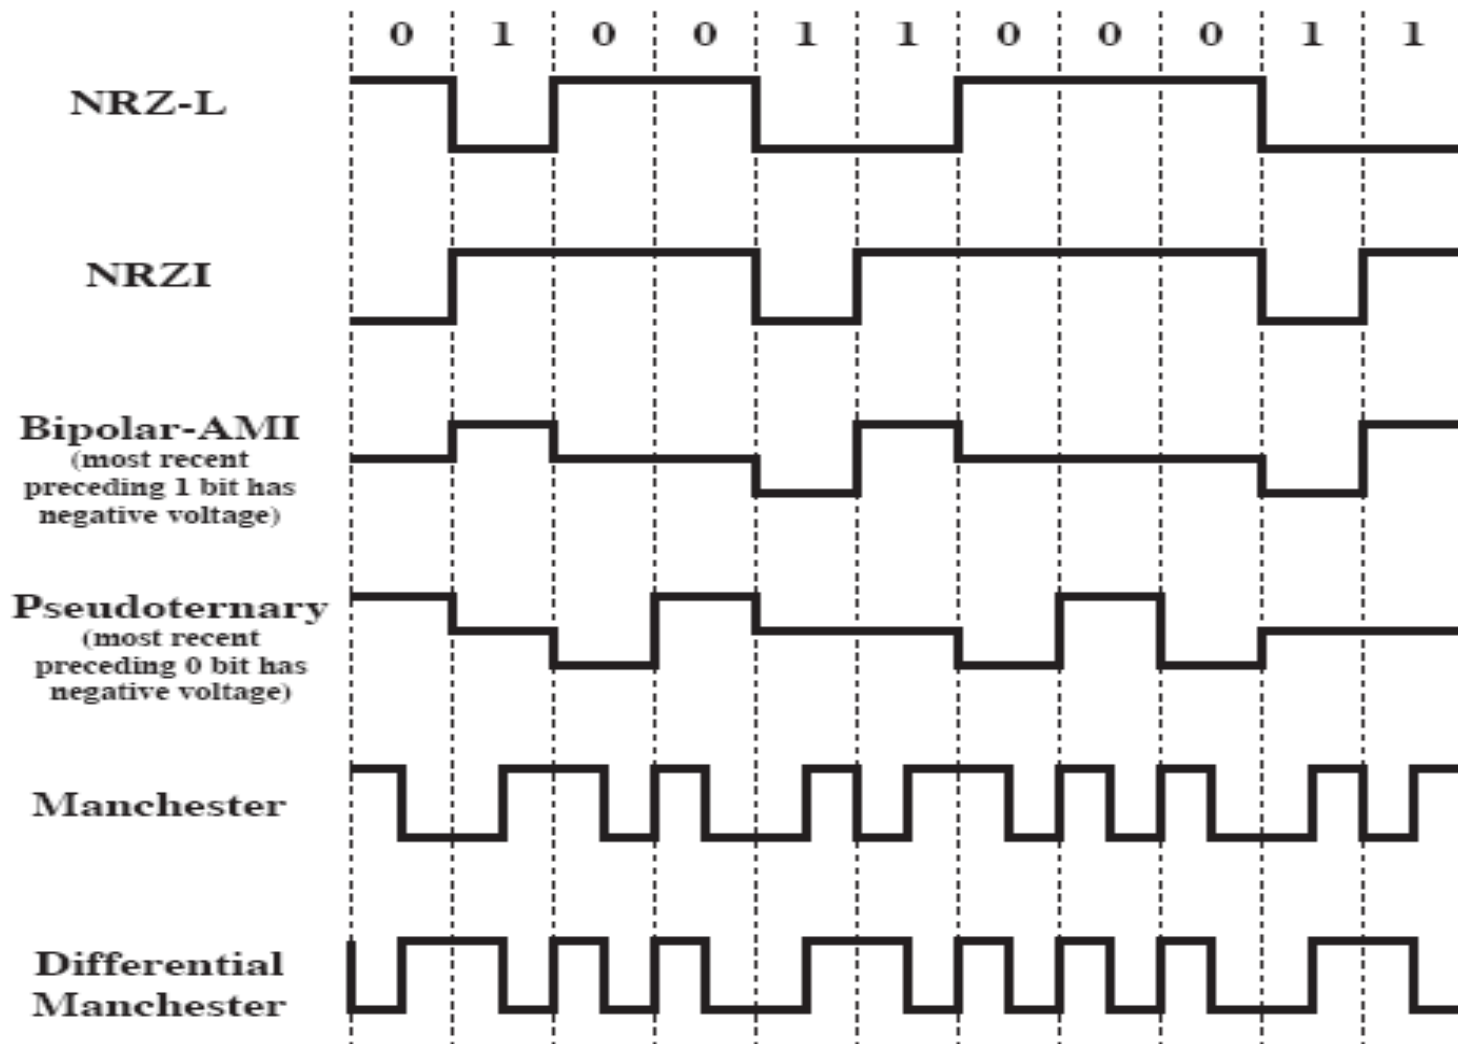 0 1 0 0 1 1 0 0 0 1 1
NRZ-L
NRZI
Bipolar-AMI
(most recent
preceding 1 bit has
negative voltage)
Pseudoternary
(most recent
preceding 0 bit has
negative voltage)
Manchester
Differential
Manchester